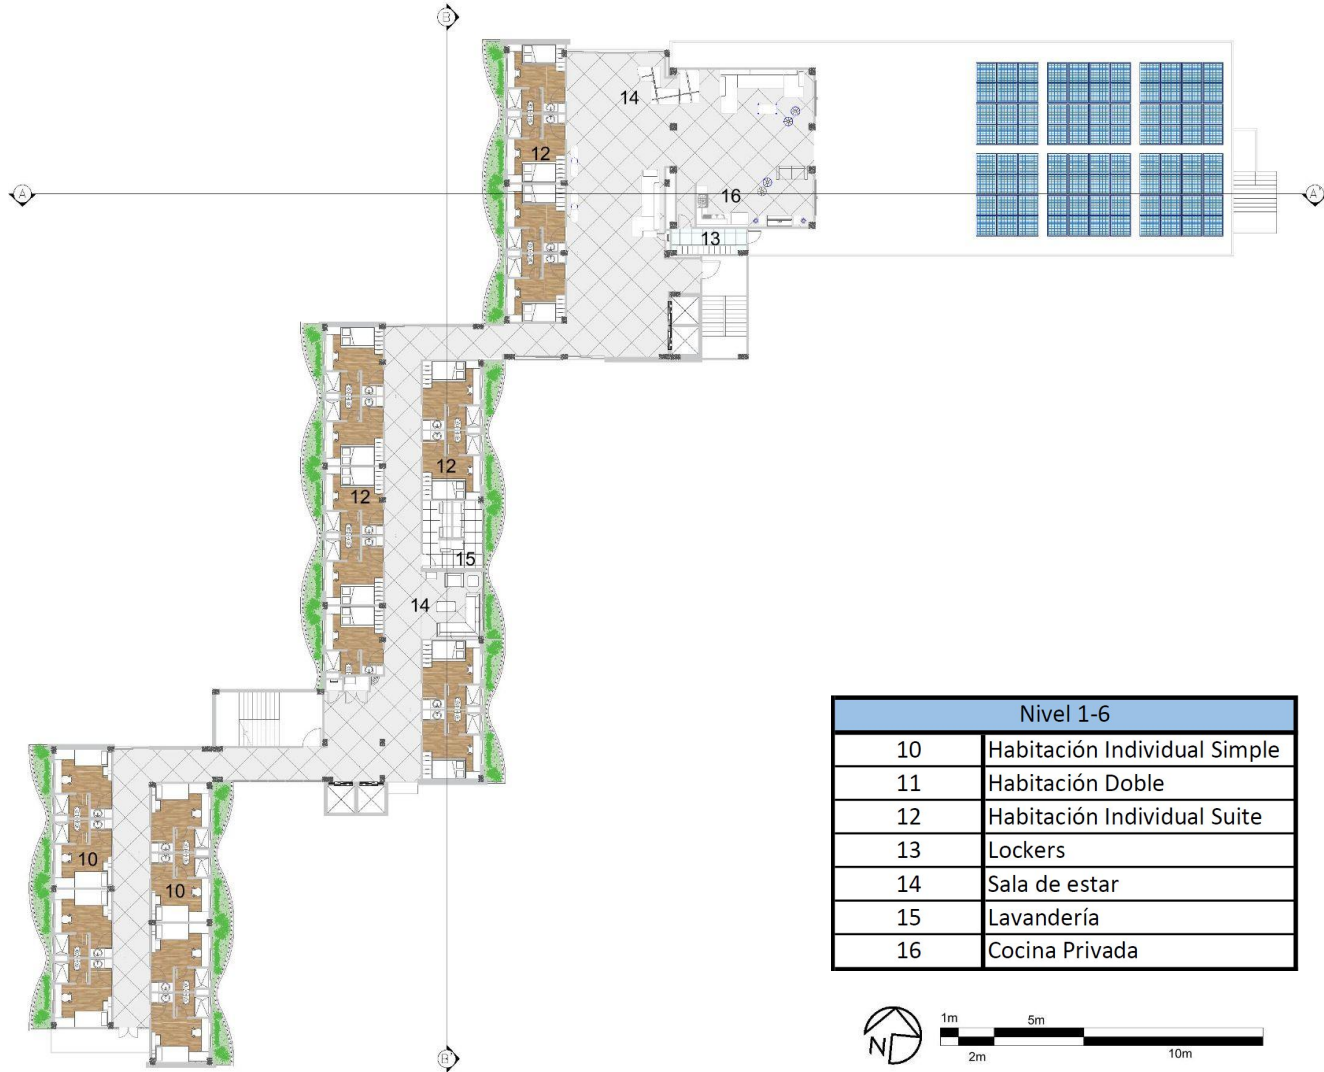 B
14
12
A
A'
16
13
12
12
15
14
10
10
Nivel 1-6
10 Habitación Individual Simple
11 Habitación Doble
12 Habitación Individual Suite
13 Lockers
14 Sala de estar
15 Lavandería
16 Cocina Privada
N
1m 5m
2m 10m
B'